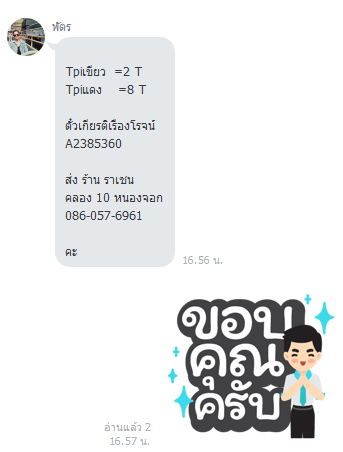 พัตร
Tpiเขียว =2 T
Tpiแดง =8 T
ตั๋วเกียรติเรืองโรจน์
A2385360
ส่ง ร้าน ราเชน
คลอง 10 หนองจอก
086-057-6961
คะ
16.56 น.
ขอบ
คุณ
ครับ
อ่านแล้ว 2
16.57 น.